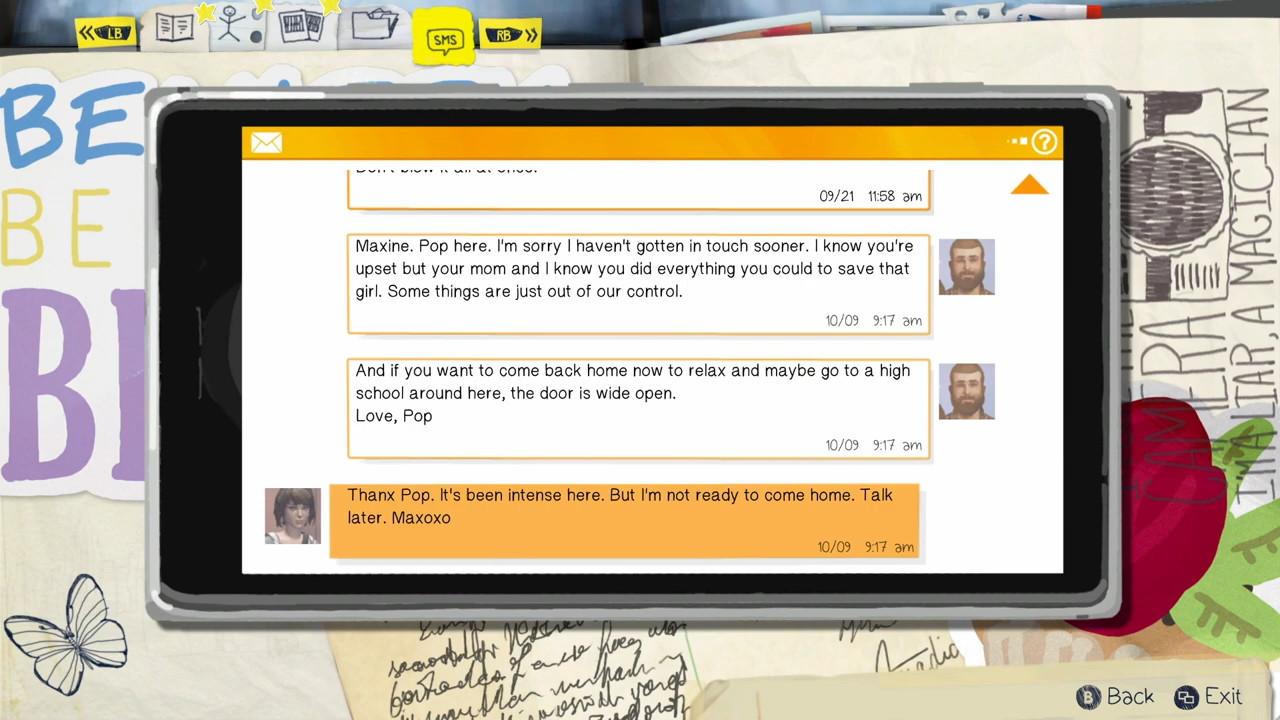 LB
SMS
RB
BE
BE
09/21 11:58 am
Maxine. Pop here. I'm sorry I haven't gotten in touch sooner. I know you're
upset but your mom and I know you did everything you could to save that
girl. Some things are just out of our control.
10/09 9:17 am
And if you want to come back home now to relax and maybe go to a high
school around here, the door is wide open.
Love, Pop
10/09 9:17 am
Thanx Pop. It's been intense here. But I'm not ready to come home. Talk
later. Maxoxo
10/09 9:17 am
CAMERA
LIAR, A MAGICIAN
B Back
Exit